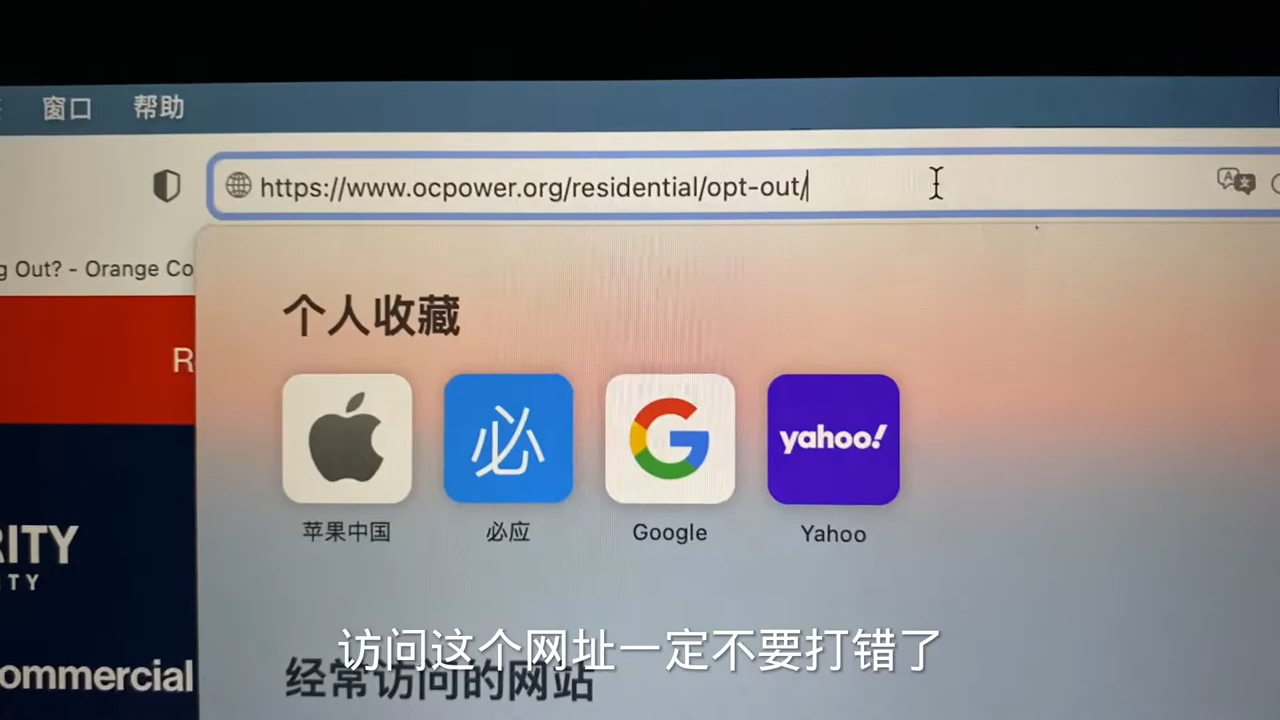 窗口 帮助
https://www.ocpower.org/residential/opt-out/
g Out? - Orange Co
个人收藏
R
必
yahoo!
苹果中国 必应 Google Yahoo
RITY
ITY
访问这个网址一定不要打错了
经常访问的网站
ommercial